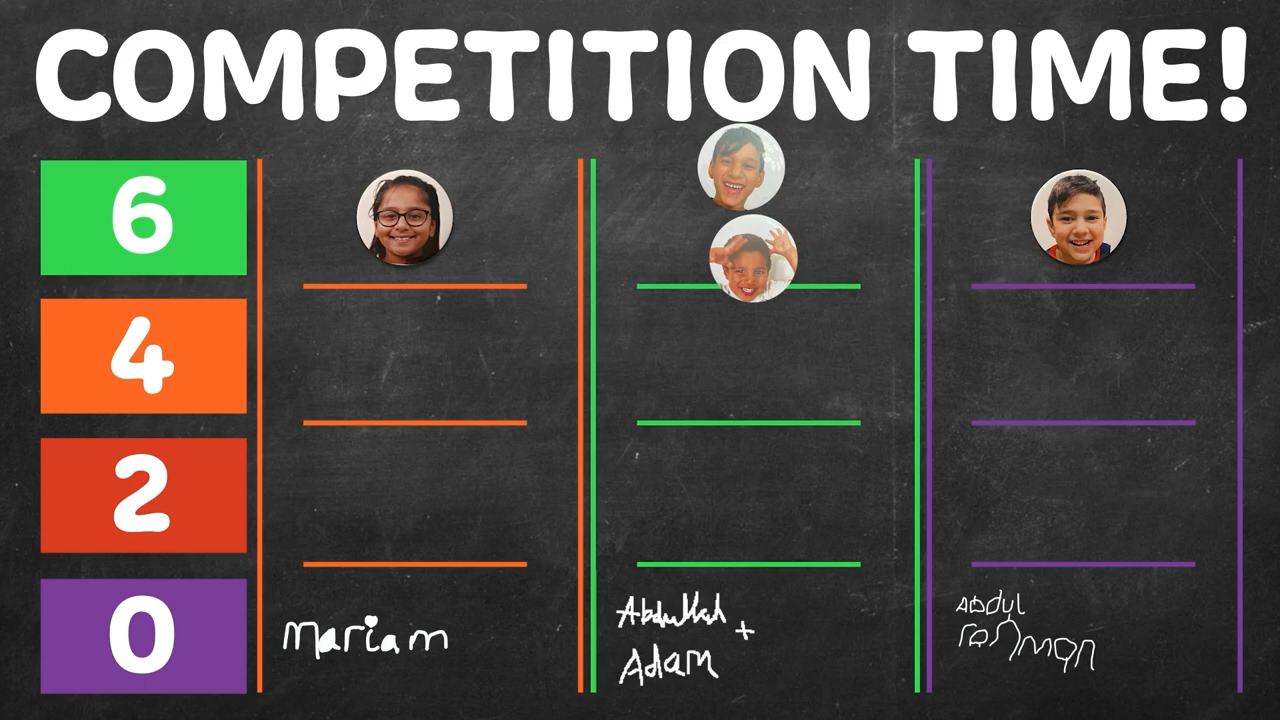 COMPETITION TIME!
6
4
2
0
Mariam
Abdullah +
Adam
Abdul
rahman